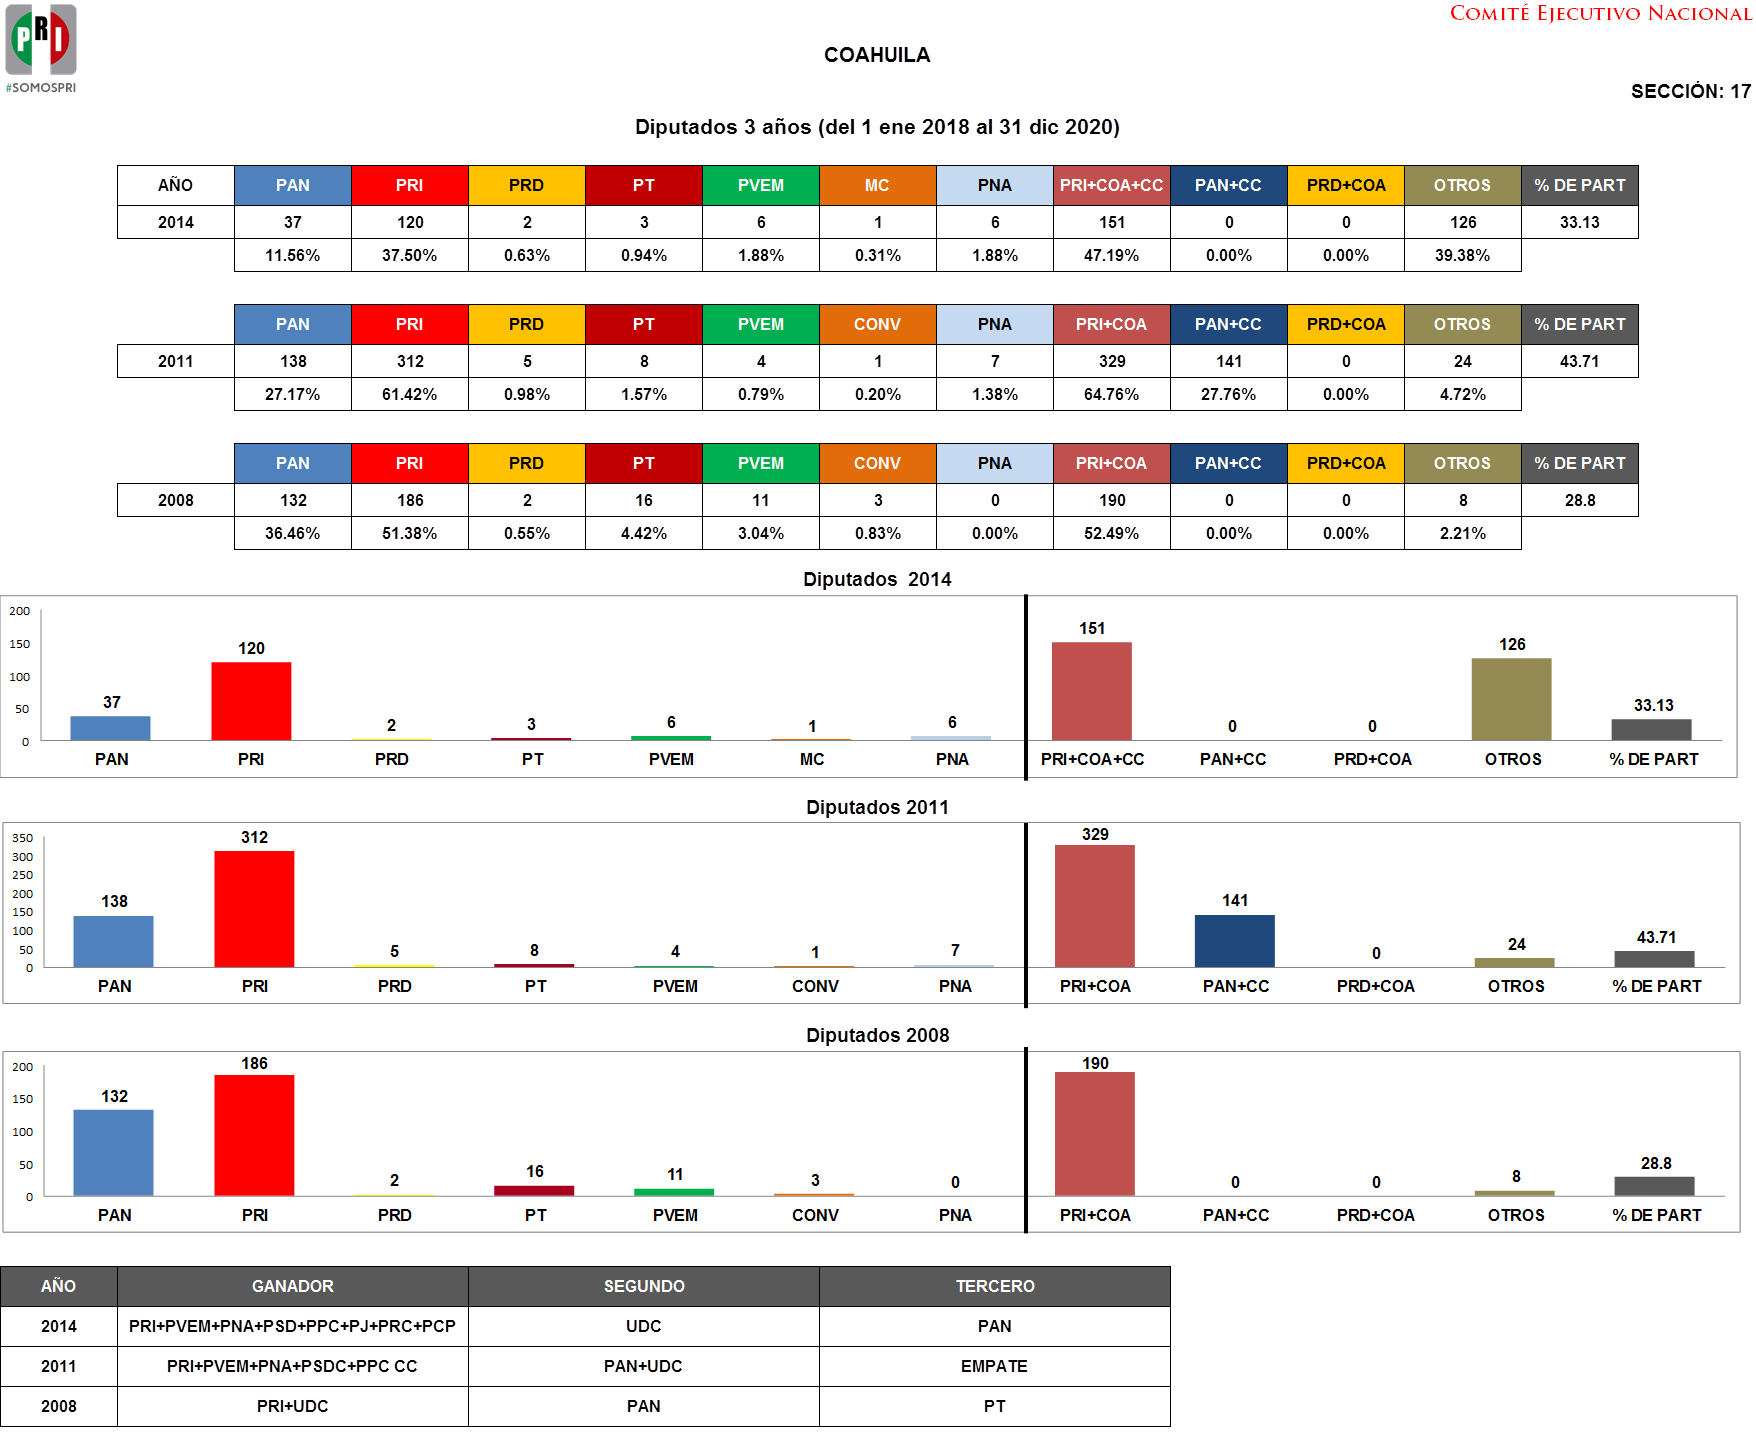 PRI
#SOMOSPRI
COMITÉ EJECUTIVO NACIONAL
COAHUILA
SECCIÓN: 17
Diputados 3 años (del 1 ene 2018 al 31 dic 2020)
AÑO PAN PRI PRD PT PVEM MC PNA PRI+COA+CC PAN+CC PRD+COA OTROS % DE PART
2014 37 120 2 3 6 1 6 151 0 0 126 33.13
11.56% 37.50% 0.63% 0.94% 1.88% 0.31% 1.88% 47.19% 0.00% 0.00% 39.38%
PAN PRI PRD PT PVEM CONV PNA PRI+COA PAN+CC PRD+COA OTROS % DE PART
2011 138 312 5 8 4 1 7 329 141 0 24 43.71
27.17% 61.42% 0.98% 1.57% 0.79% 0.20% 1.38% 64.76% 27.76% 0.00% 4.72%
PAN PRI PRD PT PVEM CONV PNA PRI+COA PAN+CC PRD+COA OTROS % DE PART
2008 132 186 2 16 11 3 0 190 0 0 8 28.8
36.46% 51.38% 0.55% 4.42% 3.04% 0.83% 0.00% 52.49% 0.00% 0.00% 2.21%
Diputados 2014
200
150
100
50
0
37 120 2 3 6 1 6 151 0 0 126 33.13
PAN PRI PRD PT PVEM MC PNA PRI+COA+CC PAN+CC PRD+COA OTROS % DE PART
Diputados 2011
350
300
250
200
150
100
50
0
138 312 5 8 4 1 7 329 141 0 24 43.71
PAN PRI PRD PT PVEM CONV PNA PRI+COA PAN+CC PRD+COA OTROS % DE PART
Diputados 2008
200
150
100
50
0
132 186 2 16 11 3 0 190 0 0 8 28.8
PAN PRI PRD PT PVEM CONV PNA PRI+COA PAN+CC PRD+COA OTROS % DE PART
AÑO GANADOR SEGUNDO TERCERO
2014 PRI+PVEM+PNA+PSD+PPC+PJ+PRC+PCP UDC PAN
2011 PRI+PVEM+PNA+PSDC+PPC CC PAN+UDC EMPATE
2008 PRI+UDC PAN PT